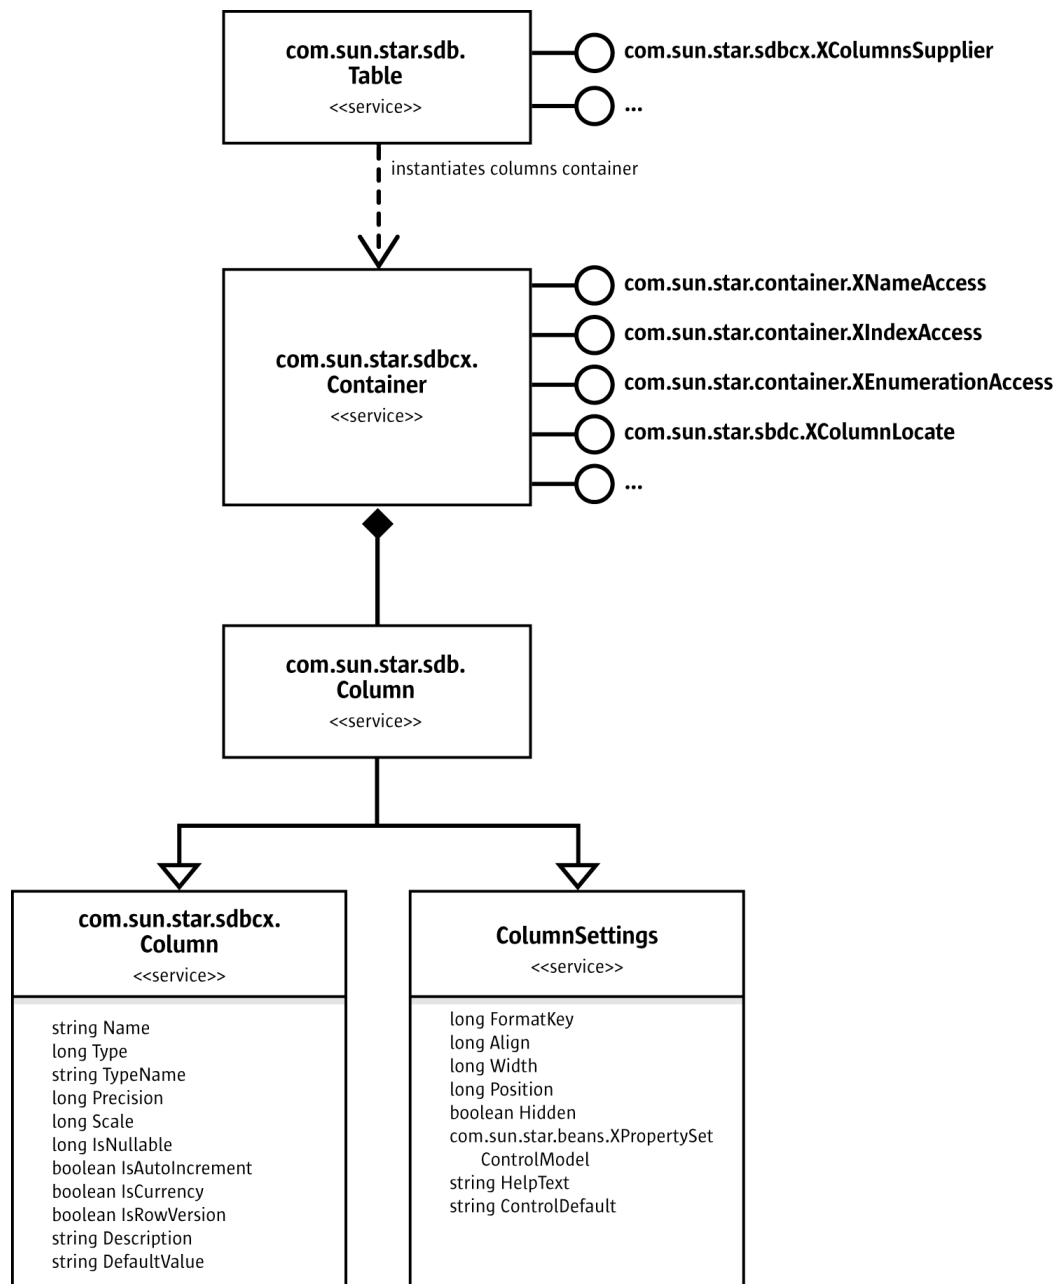 com.sun.star.sdb.
Table
<<service>>
com.sun.star.sdbcx.XColumnsSupplier
...
instantiates columns container
com.sun.star.sdbcx.
Container
<<service>>
com.sun.star.container.XNameAccess
com.sun.star.container.XIndexAccess
com.sun.star.container.XEnumerationAccess
com.sun.star.sbdc.XColumnLocate
...
com.sun.star.sdb.
Column
<<service>>
com.sun.star.sdbcx.
Column
<<service>>
string Name
long Type
string TypeName
long Precision
long Scale
long IsNullable
boolean IsAutoIncrement
boolean IsCurrency
boolean IsRowVersion
string Description
string DefaultValue
ColumnSettings
<<service>>
long FormatKey
long Align
long Width
long Position
boolean Hidden
com.sun.star.beans.XPropertySet
ControlModel
string HelpText
string ControlDefault